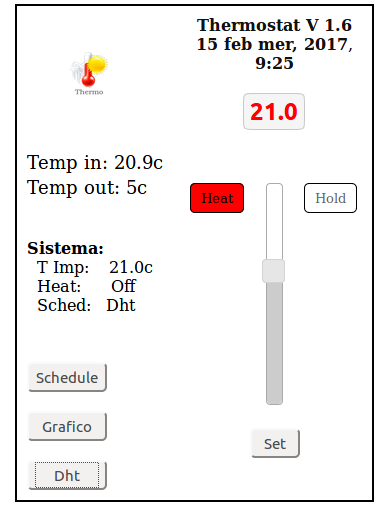 Thermostat V 1.6
15 feb mer, 2017,
9:25
Thermo
21.0
Temp in: 20.9c
Temp out: 5c
Heat
Hold
Sistema:
T Imp: 21.0c
Heat: Off
Sched: Dht
Schedule
Grafico
Set
Dht